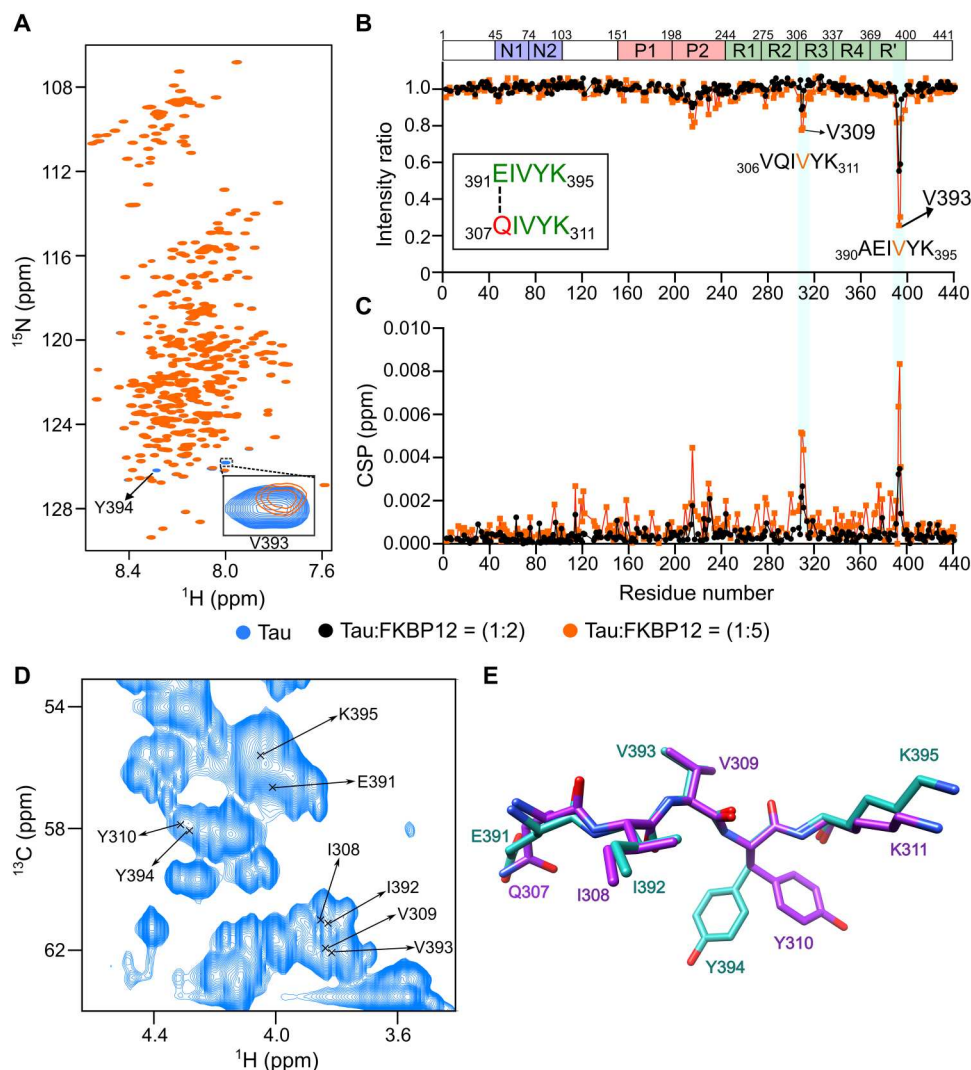 A
108
112
116
120
124
128
¹⁵N (ppm)
Y394
V393
8.4 8.0 7.6
¹H (ppm)
B
1 45 74 103 151 198 244 275 306 337 369 400 441
N1 N2 P1 P2 R1 R2 R3 R4 R'
1.0
0.8
0.6
0.4
0.2
0
Intensity ratio
V309
₃₀₆VQIVYK₃₁₁
V393
₃₉₀AEIVYK₃₉₅
₃₉₁EIVYK₃₉₅
₃₀₇QIVYK₃₁₁
0 40 80 120 160 200 240 280 320 360 400 440
C
0.010
0.008
0.006
0.004
0.002
0.000
CSP (ppm)
0 40 80 120 160 200 240 280 320 360 400 440
Residue number
Tau Tau:FKBP12 = (1:2) Tau:FKBP12 = (1:5)
D
54
58
62
¹³C (ppm)
K395
E391
Y310
Y394
I308
I392
V309
V393
4.4 4.0 3.6
¹H (ppm)
E
V393
V309
K395
E391
Q307
I308
I392
K311
Y310
Y394